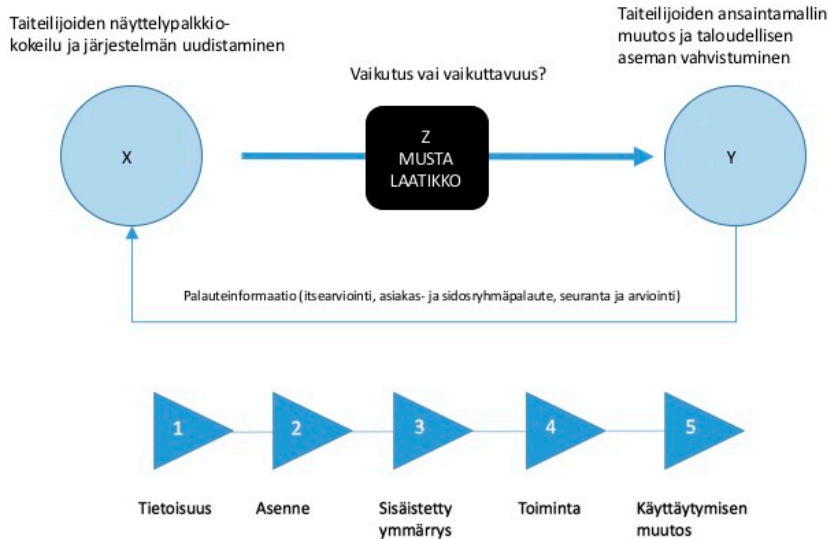 Taiteilijoiden näyttelypalkkio-
kokeilu ja järjestelmän uudistaminen
Taiteilijoiden ansaintamallin
muutos ja taloudellisen
aseman vahvistuminen
Vaikutus vai vaikuttavuus?
X
Z
MUSTA
LAATIKKO
Y
Palauteinformaatio (itsearviointi, asiakas- ja sidosryhmäpalaute, seuranta ja arviointi)
1
2
3
4
5
Tietoisuus
Asenne
Sisäistetty
ymmärrys
Toiminta
Käyttäytymisen
muutos